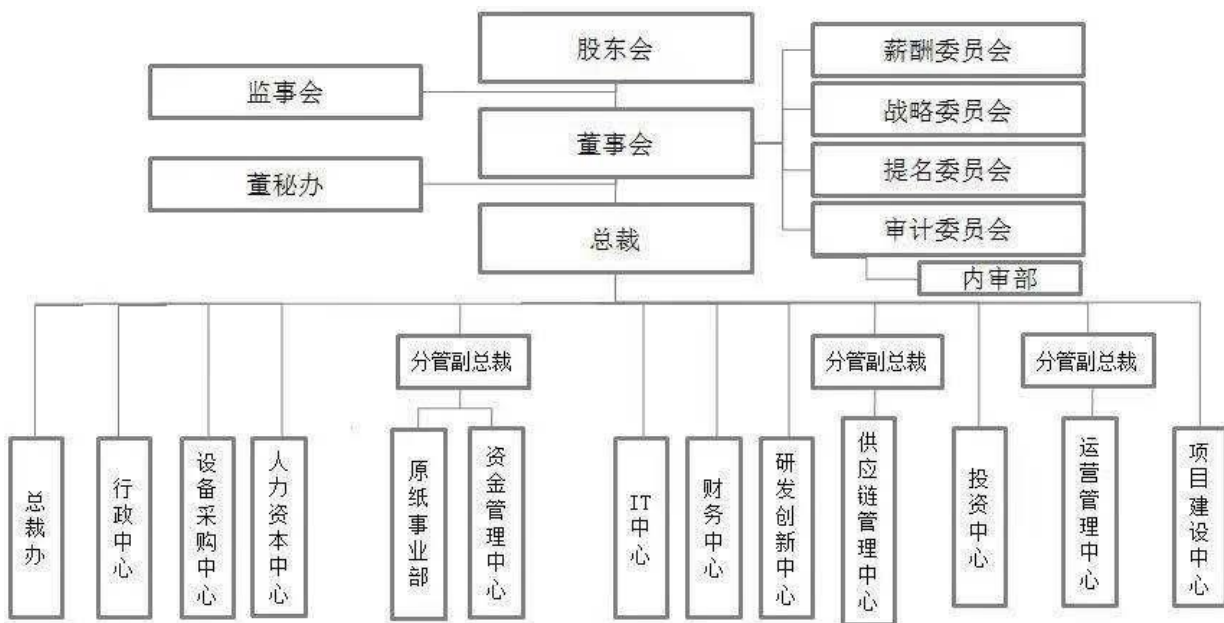 股东会
薪酬委员会
监事会
战略委员会
董事会
提名委员会
董秘办
审计委员会
总裁
内审部
分管副总裁
分管副总裁
分管副总裁
总裁办
行政中心
设备采购中心
人力资本中心
原纸事业部
资金管理中心
IT中心
财务中心
研发创新中心
供应链管理中心
投资中心
运营管理中心
项目建设中心